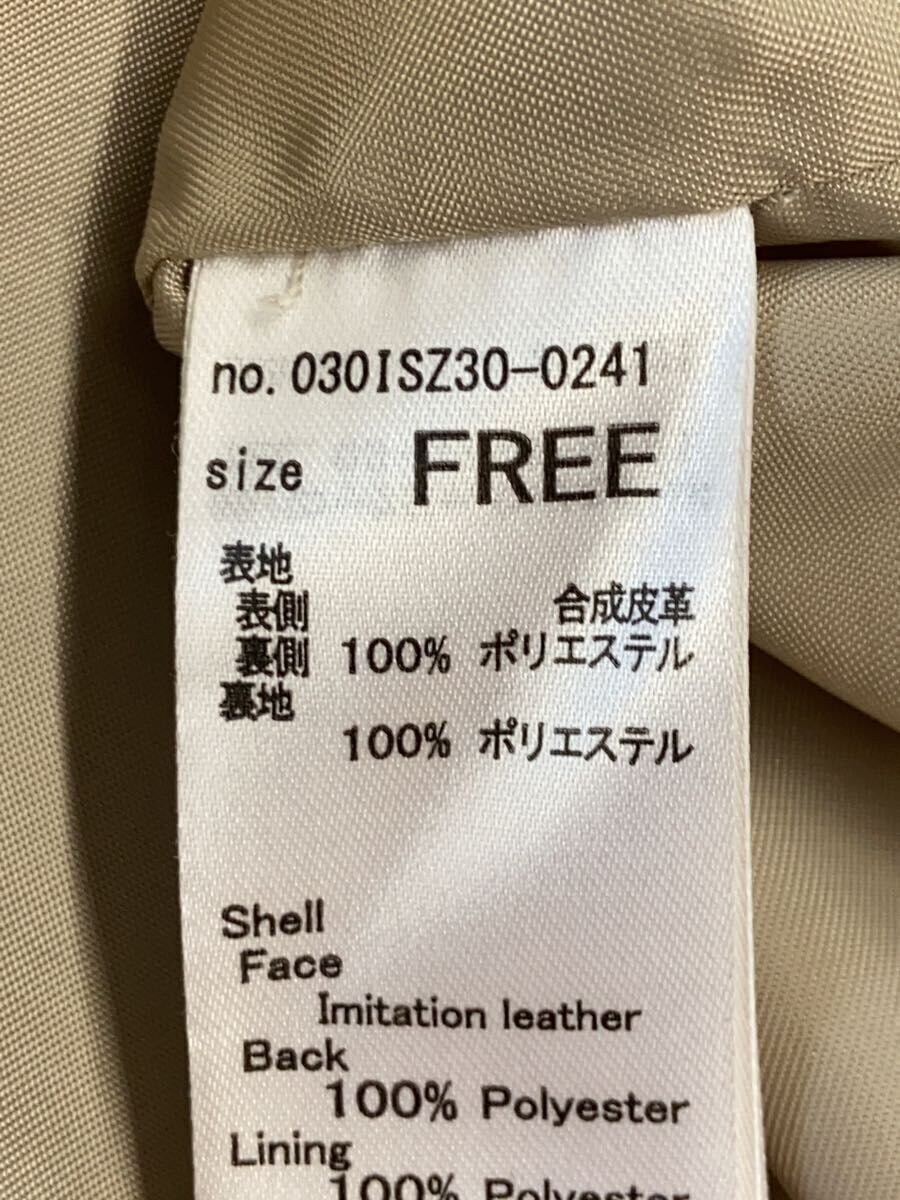 no. 030ISZ30-0241
size FREE
表地
表側 合成皮革
裏側 100% ポリエステル
裏地
100% ポリエステル
Shell
Face
Imitation leather
Back
100% Polyester
Lining
100% Polyester